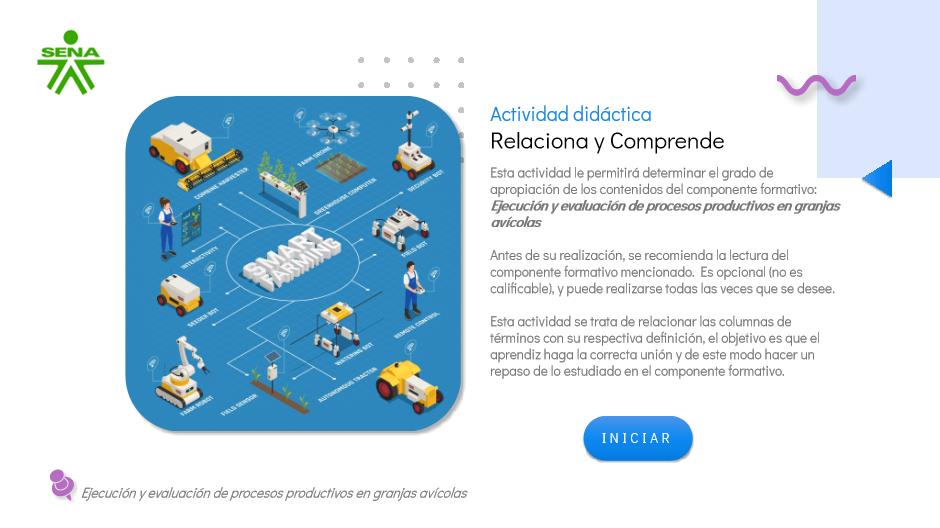 SENA
Actividad didáctica
Relaciona y Comprende
Esta actividad le permitirá determinar el grado de
apropiación de los contenidos del componente formativo:
Ejecución y evaluación de procesos productivos en granjas
avícolas
Antes de su realización, se recomienda la lectura del
componente formativo mencionado. Es opcional (no es
calificable), y puede realizarse todas las veces que se desee.
Esta actividad se trata de relacionar las columnas de
términos con su respectiva definición, el objetivo es que el
aprendiz haga la correcta unión y de este modo hacer un
repaso de lo estudiado en el componente formativo.
INICIAR
COMBINE HARVESTER
FARM DRONE
GREENHOUSE COMPUTER
SECURITY BOT
INTERACTIVITY
SMART
FARMING
FIELD BOT
SEEDER BOT
WATERING BOT
REMOTE CONTROL
FARM ROBOT
FIELD SENSOR
AUTONOMOUS TRACTOR
Ejecución y evaluación de procesos productivos en granjas avícolas